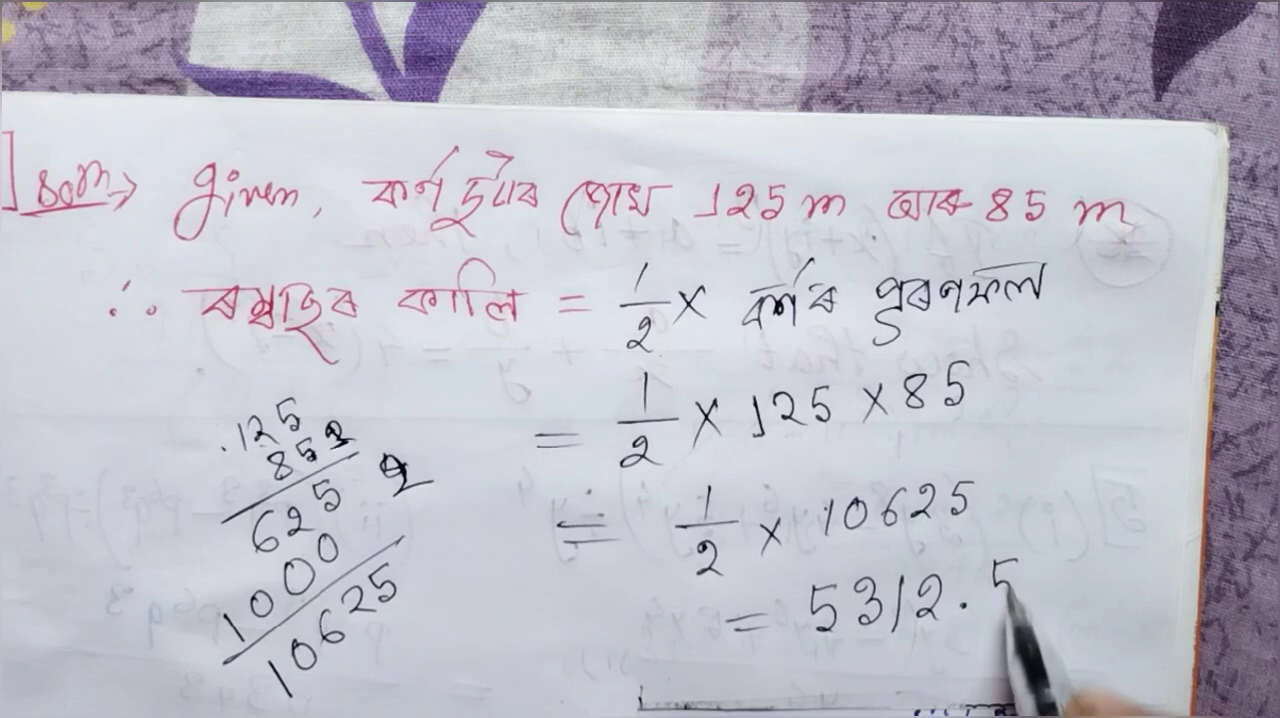 Soln→ given, কৰ্ণ দুটাৰ দৈৰ্ঘ্য 125 m আৰু 85 m
∴ ৰম্বাছৰ কালি = 1/2 × কৰ্ণৰ পূৰণফল
= 1/2 × 125 × 85
= 1/2 × 10625
= 5312.5
125
85
625
1000
10625